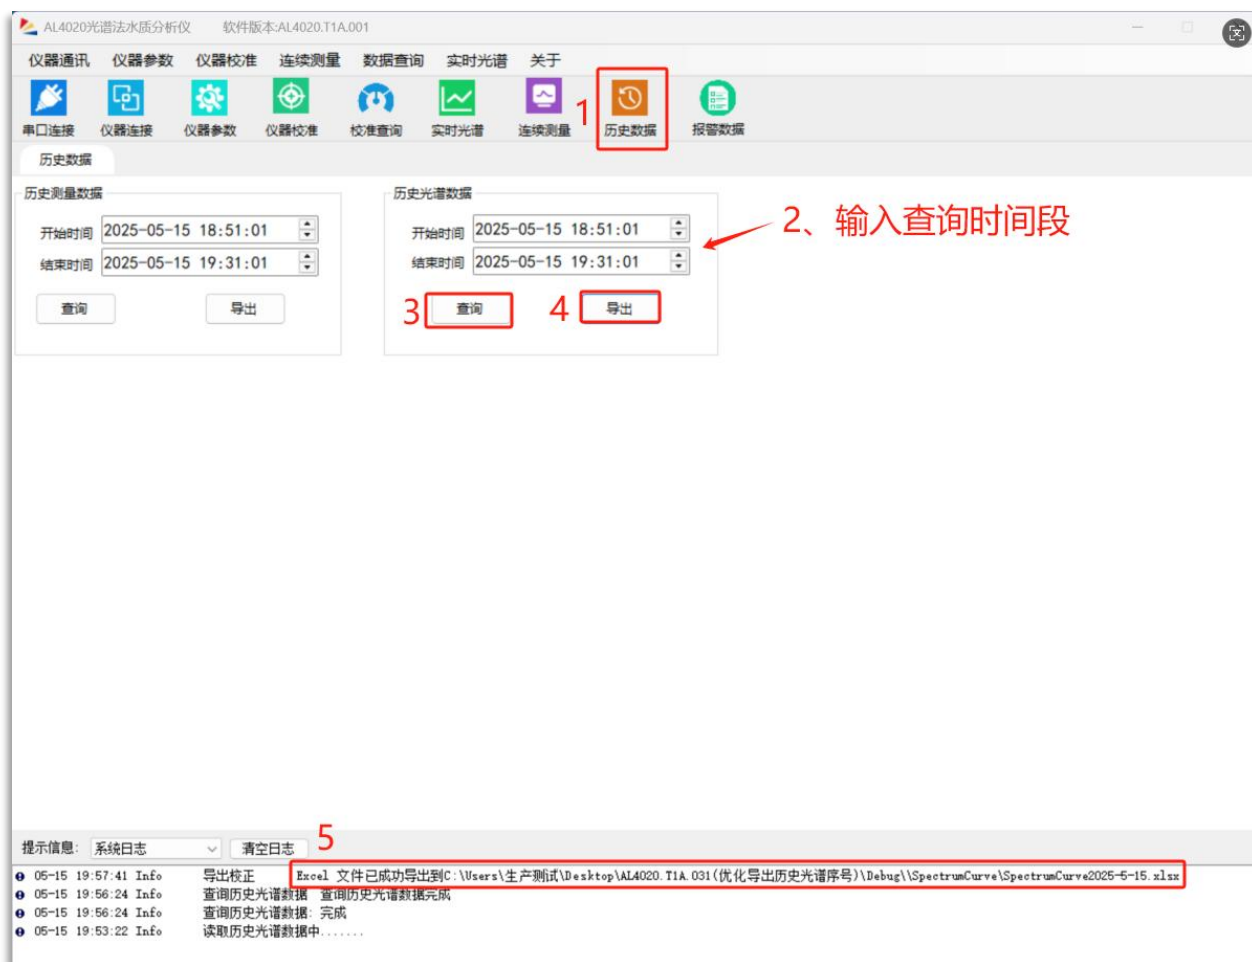 AL4020光谱法水质分析仪 软件版本:AL4020.T1A.001
仪器通讯 仪器参数 仪器校准 连续测量 数据查询 实时光谱 关于
串口连接 仪器连接 仪器参数 仪器校准 校准查询 实时光谱 连续测量 1 历史数据 报警数据
历史数据
历史测量数据 历史光谱数据
开始时间 2025-05-15 18:51:01 开始时间 2025-05-15 18:51:01 2、输入查询时间段
结束时间 2025-05-15 19:31:01 结束时间 2025-05-15 19:31:01
查询 导出 3 查询 4 导出
提示信息: 系统日志 清空日志 5
05-15 19:57:41 Info 导出校正 Excel 文件已成功导出到C:\Users\生产测试\Desktop\AL4020.T1A.031(优化导出历史光谱序号)\Debug\\SpectrumCurve\SpectrumCurve2025-5-15.xlsx
05-15 19:56:24 Info 查询历史光谱数据 查询历史光谱数据完成
05-15 19:56:24 Info 查询历史光谱数据: 完成
05-15 19:53:22 Info 读取历史光谱数据中.......